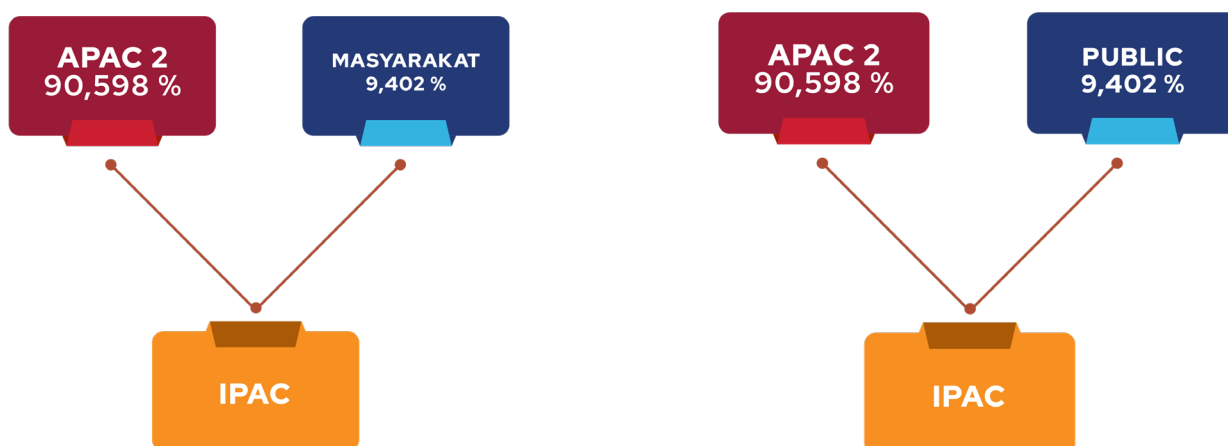 APAC 2
90,598 %
MASYARAKAT
9,402 %
IPAC
APAC 2
90,598 %
PUBLIC
9,402 %
IPAC